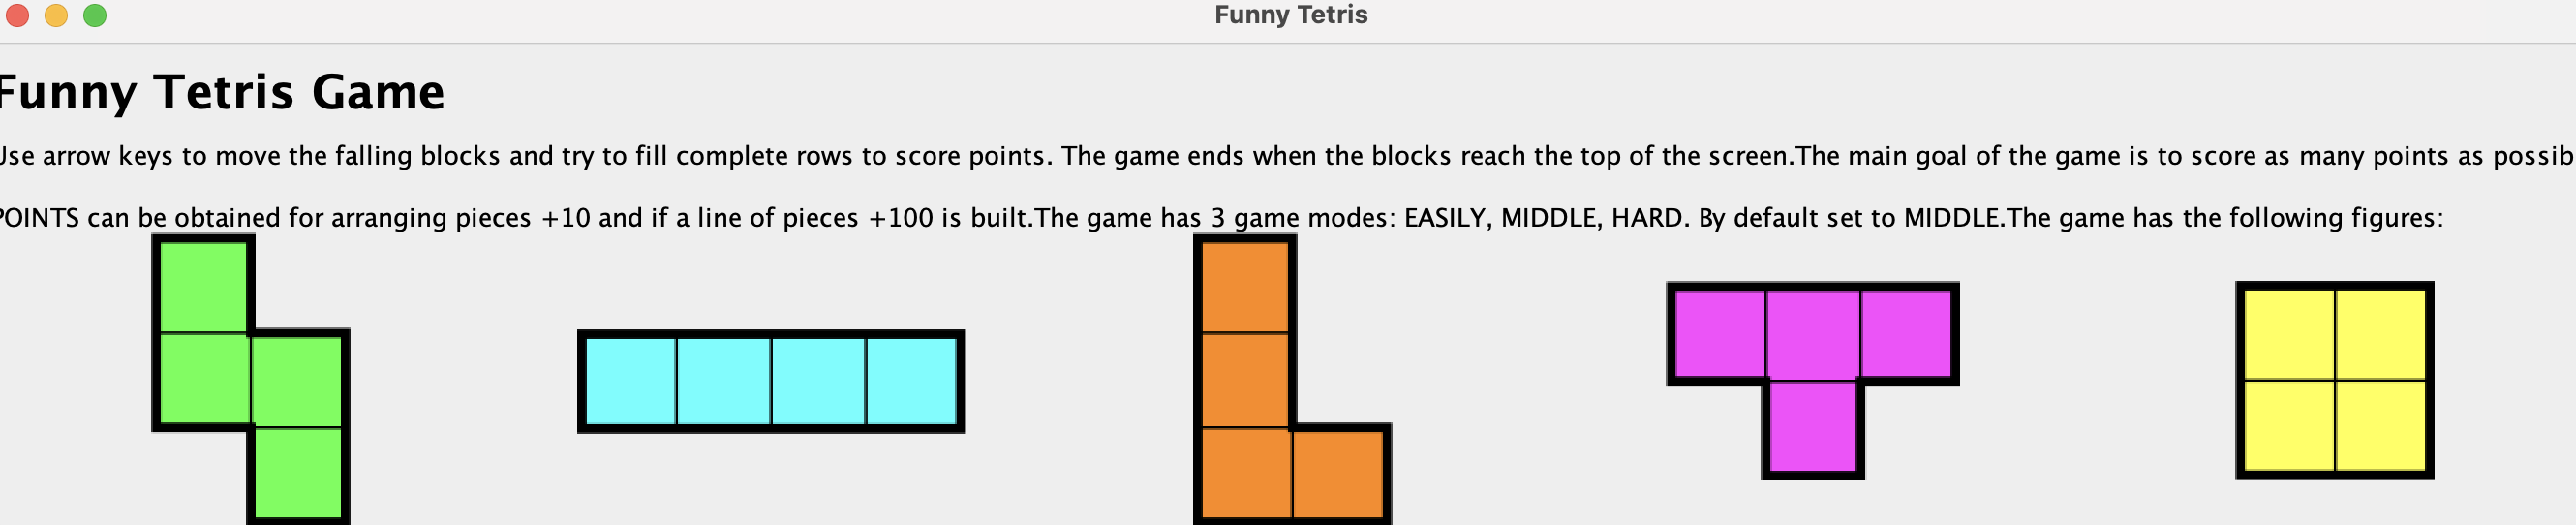 Funny Tetris
Funny Tetris Game
Use arrow keys to move the falling blocks and try to fill complete rows to score points. The game ends when the blocks reach the top of the screen.The main goal of the game is to score as many points as possib
POINTS can be obtained for arranging pieces +10 and if a line of pieces +100 is built.The game has 3 game modes: EASILY, MIDDLE, HARD. By default set to MIDDLE.The game has the following figures: